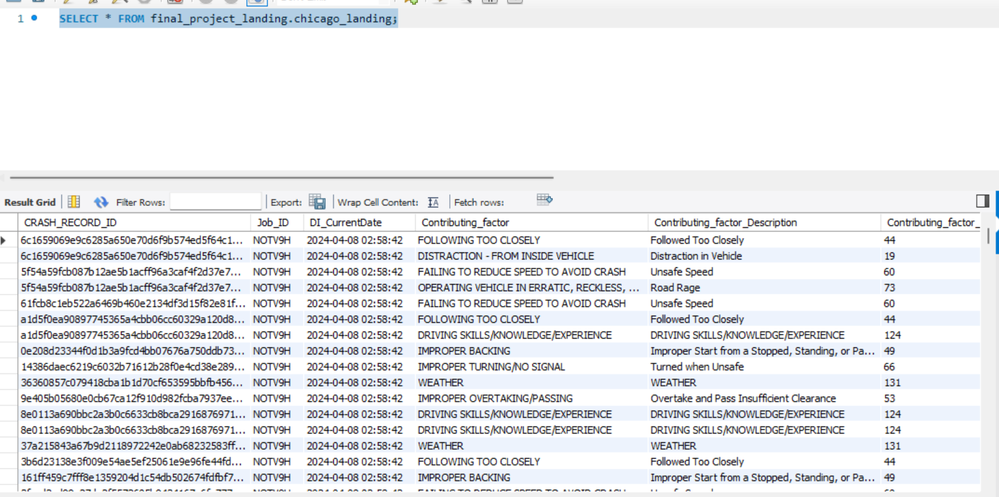 1 SELECT * FROM final_project_landing.chicago_landing;
Result Grid Filter Rows: Export: Wrap Cell Content: Fetch rows:
CRASH_RECORD_ID Job_ID DI_CurrentDate Contributing_factor Contributing_factor_Description Contributing_factor_
6c1659069e9c6285a650e70d6f9b574ed5f64c1... NOTV9H 2024-04-08 02:58:42 FOLLOWING TOO CLOSELY Followed Too Closely 44
6c1659069e9c6285a650e70d6f9b574ed5f64c1... NOTV9H 2024-04-08 02:58:42 DISTRACTION - FROM INSIDE VEHICLE Distraction in Vehicle 19
5f54a59fcb087b12ae5b1acff96a3caf4f2d37e7... NOTV9H 2024-04-08 02:58:42 FAILING TO REDUCE SPEED TO AVOID CRASH Unsafe Speed 60
5f54a59fcb087b12ae5b1acff96a3caf4f2d37e7... NOTV9H 2024-04-08 02:58:42 OPERATING VEHICLE IN ERRATIC, RECKLESS, ... Road Rage 73
61fcb8c1eb522a6469b460e2134df3d15f82e81f... NOTV9H 2024-04-08 02:58:42 FAILING TO REDUCE SPEED TO AVOID CRASH Unsafe Speed 60
a1d5f0ea90897745365a4cbb06cc60329a120d8... NOTV9H 2024-04-08 02:58:42 FOLLOWING TOO CLOSELY Followed Too Closely 44
a1d5f0ea90897745365a4cbb06cc60329a120d8... NOTV9H 2024-04-08 02:58:42 DRIVING SKILLS/KNOWLEDGE/EXPERIENCE DRIVING SKILLS/KNOWLEDGE/EXPERIENCE 124
0e208d23344f0d1b3a9fcd4bb07676a750ddb73... NOTV9H 2024-04-08 02:58:42 IMPROPER BACKING Improper Start from a Stopped, Standing, or Pa... 49
14386daec6219c6032b71612b28f0e4cd38e289... NOTV9H 2024-04-08 02:58:42 IMPROPER TURNING/NO SIGNAL Turned when Unsafe 66
36360857c079418cba1b1d70cf653595bbfb456... NOTV9H 2024-04-08 02:58:42 WEATHER WEATHER 131
9e405b05680e0cb67ca12f910d982fcba7937ee... NOTV9H 2024-04-08 02:58:42 IMPROPER OVERTAKING/PASSING Overtake and Pass Insufficient Clearance 53
8e0113a690bbc2a3b0c6633cb8bca2916876971... NOTV9H 2024-04-08 02:58:42 DRIVING SKILLS/KNOWLEDGE/EXPERIENCE DRIVING SKILLS/KNOWLEDGE/EXPERIENCE 124
8e0113a690bbc2a3b0c6633cb8bca2916876971... NOTV9H 2024-04-08 02:58:42 DRIVING SKILLS/KNOWLEDGE/EXPERIENCE DRIVING SKILLS/KNOWLEDGE/EXPERIENCE 124
37a215843a67b9d2118972242e0ab68232583ff... NOTV9H 2024-04-08 02:58:42 WEATHER WEATHER 131
3b6d23138e3f009e54ae5ef25061e9e96fe44fd... NOTV9H 2024-04-08 02:58:42 FOLLOWING TOO CLOSELY Followed Too Closely 44
161ff459c7fff8e1359204d1c54db502674fdfbf7... NOTV9H 2024-04-08 02:58:42 IMPROPER BACKING Improper Start from a Stopped, Standing, or Pa... 49